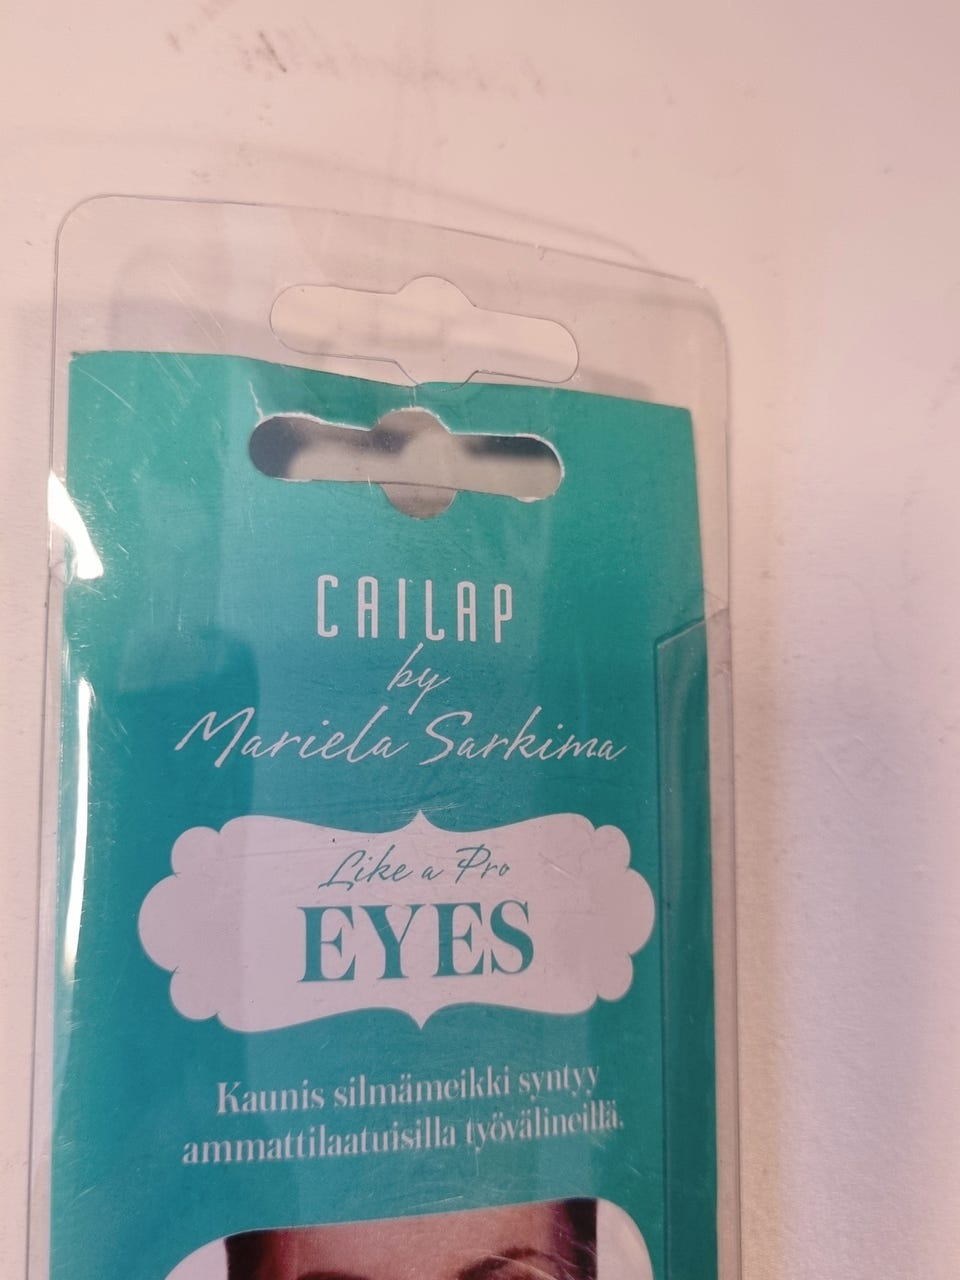 CAILAP
by
Mariela Sarkima
Like a Pro
EYES
Kaunis silmämeikki syntyy
ammattilaatuisilla työvälineillä.